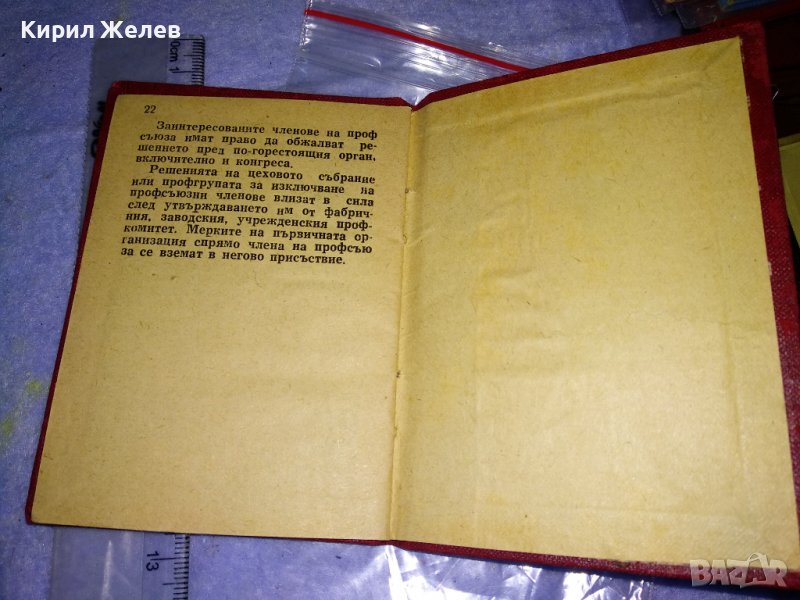 Кирил Желев
0cm 1
22
Заинтересованите членове на проф
съюза имат право да обжалват ре-
шението пред по-горестоящия орган,
включително и конгреса.
Решенията на цеховото събрание
или профгрупата за изключване на
профсъюзни членове влизат в сила
след утвърждаването им от фабрич-
ния, заводския, учрежденския проф-
комитет. Мерките на първичната ор-
ганизация спрямо члена на профсъю
за се вземат в негово присъствие.
13
BAZAR